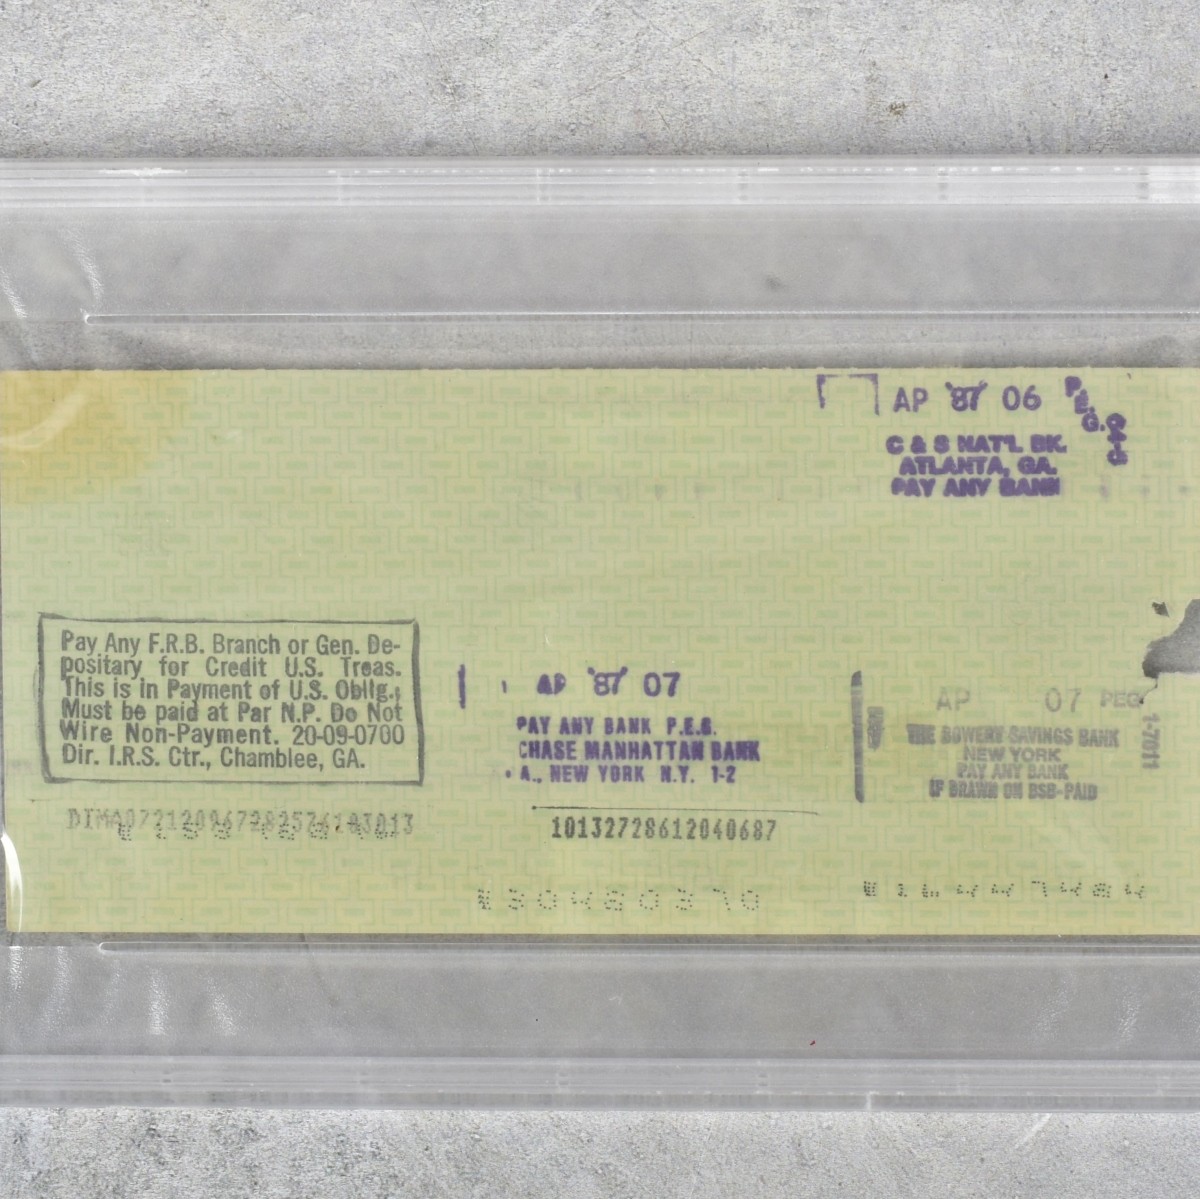 AP '87 06
P.E.G.
C & S NAT'L BK.
ATLANTA, GA.
PAY ANY BANK
Pay Any F.R.B. Branch or Gen. De-
positary for Credit U.S. Treas.
This is in Payment of U.S. Oblig.;
Must be paid at Par N.P. Do Not
Wire Non-Payment. 20-09-0700
Dir. I.R.S. Ctr., Chamblee, GA.
AP '87 07
PAY ANY BANK P.E.G.
CHASE MANHATTAN BANK
A., NEW YORK N.Y. 1-2
10132728612040687
AP 07 PEG
THE BOWERY SAVINGS BANK
NEW YORK
PAY ANY BANK
IF DRAWN ON BSB-PAID
1-7011